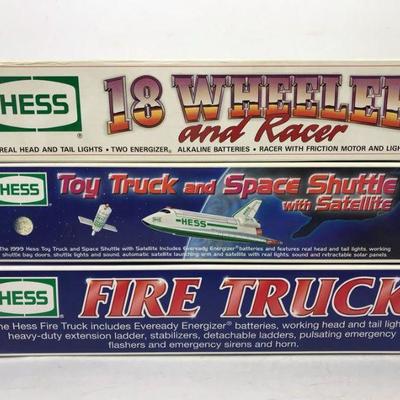 HESS
18 WHEELER
and Racer
REAL HEAD AND TAIL LIGHTS • TWO ENERGIZER® ALKALINE BATTERIES • RACER WITH FRICTION MOTOR AND LIGH
HESS
Toy Truck and Space Shuttle
with Satellite
HESS
The 1999 Hess Toy Truck and Space Shuttle with Satellite includes Eveready Energizer® batteries and features real head and tail lights, working
shuttle bay doors, shuttle lights and sound, automatic satellite launching arm and satellite with real lights, sound and retractable solar panels
HESS
FIRE TRUCK
he Hess Fire Truck includes Eveready Energizer® batteries, working head and tail light
heavy-duty extension ladder, stabilizers, detachable ladders, pulsating emergency
flashers and emergency sirens and horn.